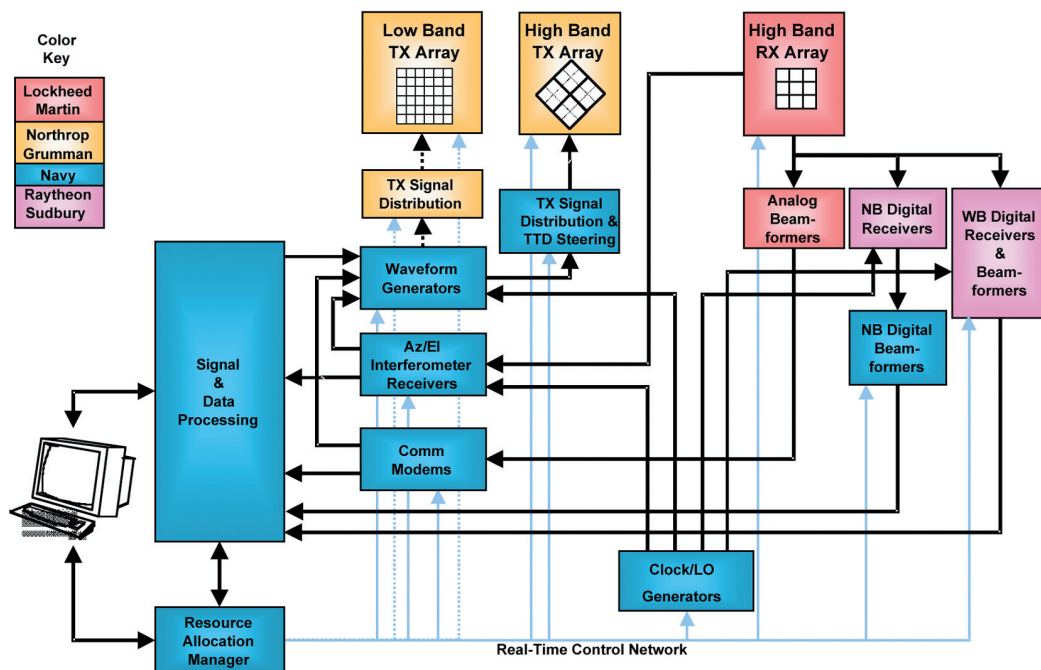 Color
Key
Lockheed
Martin
Northrop
Grumman
Navy
Raytheon
Sudbury
Low Band
TX Array
High Band
TX Array
High Band
RX Array
TX Signal
Distribution
TX Signal
Distribution &
TTD Steering
Analog
Beam-
formers
NB Digital
Receivers
WB Digital
Receivers
&
Beam-
formers
Waveform
Generators
NB Digital
Beam-
formers
Az/El
Interferometer
Receivers
Signal
&
Data
Processing
Comm
Modems
Clock/LO
Generators
Resource
Allocation
Manager
Real-Time Control Network